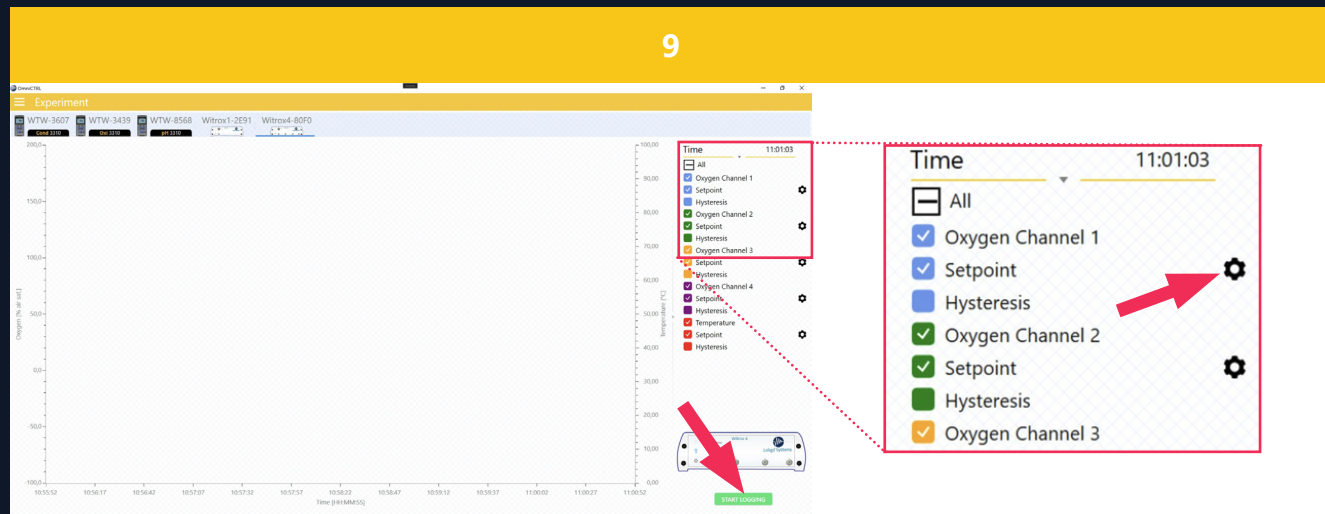 9
OmniCTRL
Experiment
WTW-3607 WTW-3439 WTW-8568 Witrox1-2E91 Witrox4-80F0
Cond 3310 Oxi 3310 pH 3310
200,0
150,0
100,0
50,0
0,0
-50,0
-100,0
Oxygen [% air sat.]
100,00
90,00
80,00
70,00
60,00
50,00
40,00
30,00
20,00
10,00
0,00
Temperature [°C]
10:55:52 10:56:17 10:56:42 10:57:07 10:57:32 10:57:57 10:58:22 10:58:47 10:59:12 10:59:37 11:00:02 11:00:27 11:00:52
Time [HH:MM:SS]
Time 11:01:03
All
Oxygen Channel 1
Setpoint
Hysteresis
Oxygen Channel 2
Setpoint
Hysteresis
Oxygen Channel 3
Setpoint
Hysteresis
Oxygen Channel 4
Setpoint
Hysteresis
Temperature
Setpoint
Hysteresis
Witrox 4
Loligo Systems
START LOGGING
Time 11:01:03
All
Oxygen Channel 1
Setpoint
Hysteresis
Oxygen Channel 2
Setpoint
Hysteresis
Oxygen Channel 3